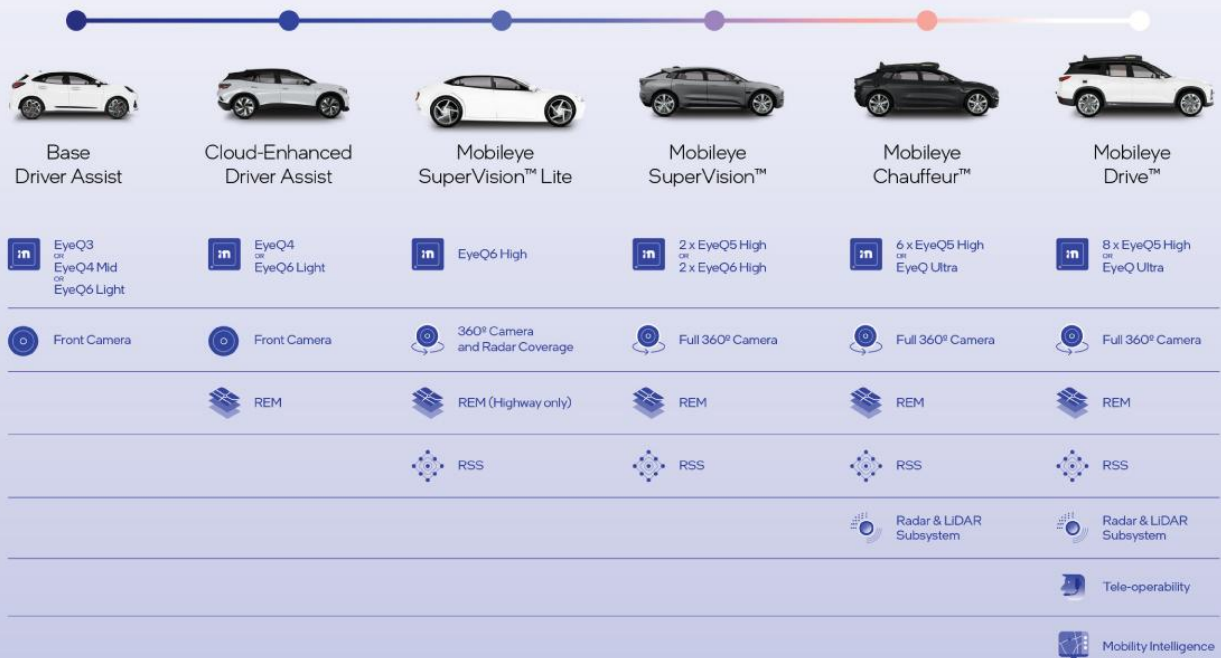 Base
Driver Assist
Cloud-Enhanced
Driver Assist
Mobileye
SuperVision™ Lite
Mobileye
SuperVision™
Mobileye
Chauffeur™
Mobileye
Drive™
EyeQ3
OR
EyeQ4 Mid
OR
EyeQ6 Light
EyeQ4
OR
EyeQ6 Light
EyeQ6 High
2 x EyeQ5 High
OR
2 x EyeQ6 High
6 x EyeQ5 High
OR
EyeQ Ultra
8 x EyeQ5 High
OR
EyeQ Ultra
Front Camera
Front Camera
360º Camera
and Radar Coverage
Full 360º Camera
Full 360º Camera
Full 360º Camera
REM
REM (Highway only)
REM
REM
REM
RSS
RSS
RSS
RSS
Radar & LiDAR
Subsystem
Radar & LiDAR
Subsystem
Tele-operability
Mobility Intelligence